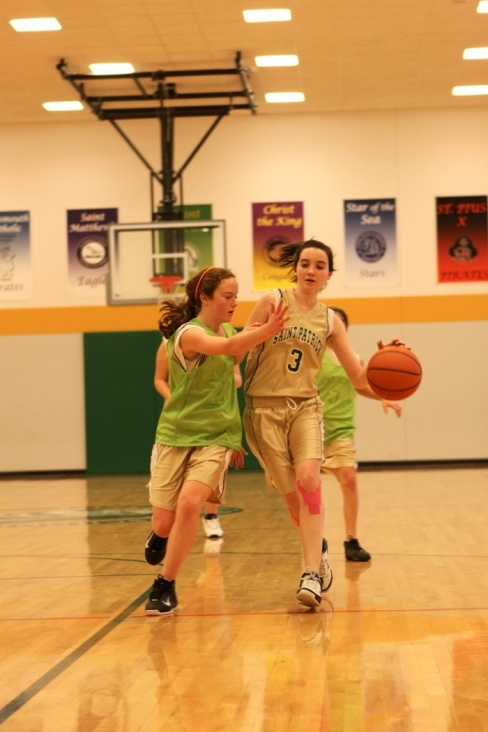 Saint Matthew
Eagles
Christ the
King
Star of the
Sea
Stars
ST. PIUS
X
PIRATES
SAINT PATRICK
3